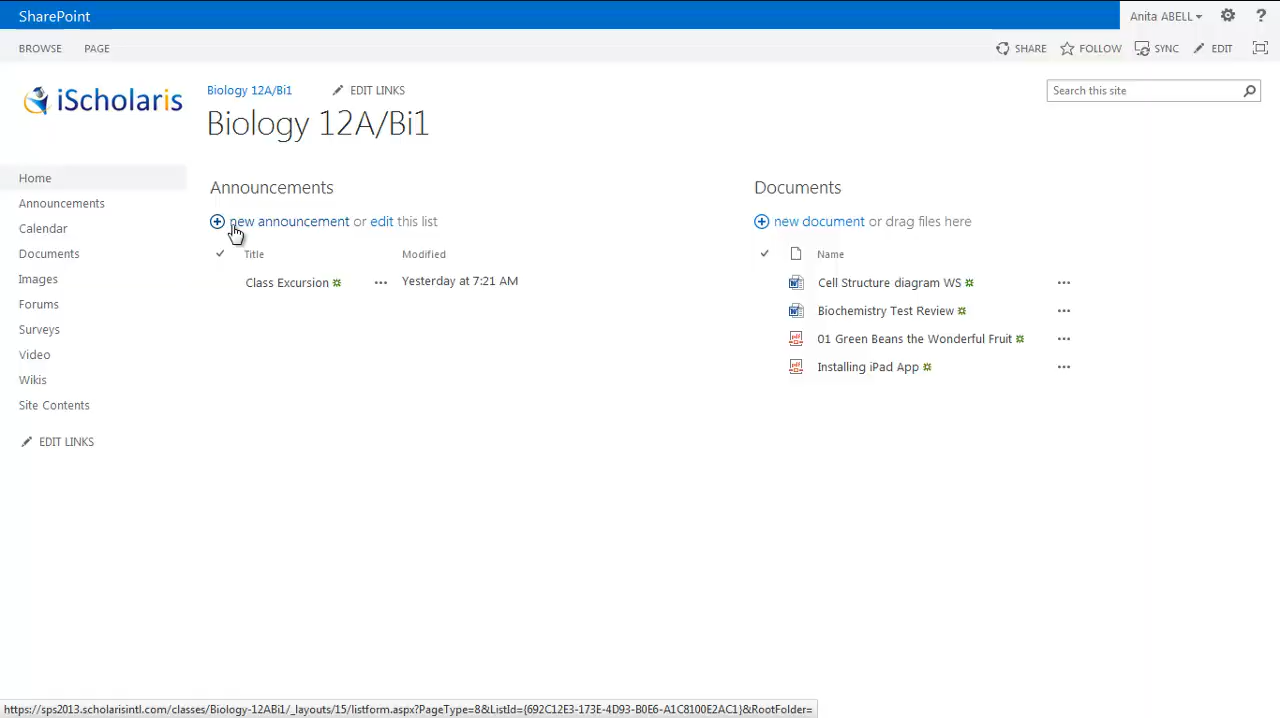 SharePoint
Anita ABELL
?
BROWSE PAGE
SHARE FOLLOW SYNC EDIT
iScholaris
Biology 12A/Bi1 EDIT LINKS
Search this site
Biology 12A/Bi1
Home
Announcements
Calendar
Documents
Images
Forums
Surveys
Video
Wikis
Site Contents
EDIT LINKS
Announcements
new announcement or edit this list
Title Modified
Class Excursion ... Yesterday at 7:21 AM
Documents
new document or drag files here
Name
Cell Structure diagram WS ...
Biochemistry Test Review ...
01 Green Beans the Wonderful Fruit ...
Installing iPad App ...
https://sps2013.scholarisintl.com/classes/Biology-12ABi1/_layouts/15/listform.aspx?PageType=8&ListId={692C12E3-173E-4D93-B0E6-A1C8100E2AC1}&RootFolder=